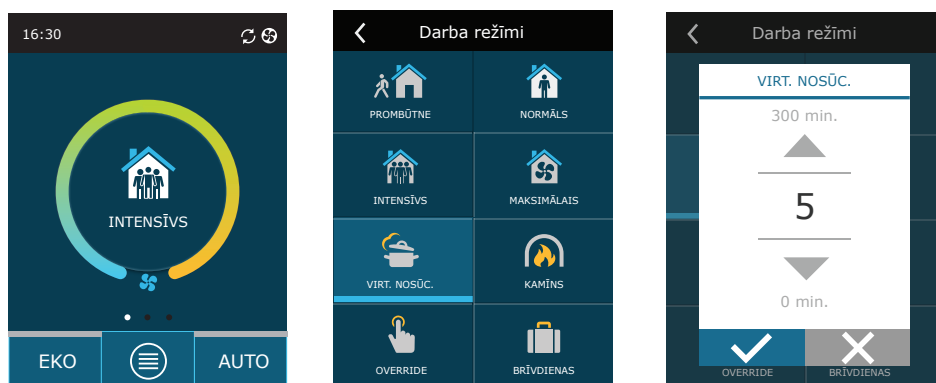 16:30
INTENSĪVS
EKO
AUTO
Darba režīmi
PROMBŪTNE
NORMĀLS
INTENSĪVS
MAKSIMĀLAIS
VIRT. NOSŪC.
KAMĪNS
OVERRIDE
BRĪVDIENAS
Darba režīmi
VIRT. NOSŪC.
300 min.
5
0 min.
OVERRIDE
BRĪVDIENAS